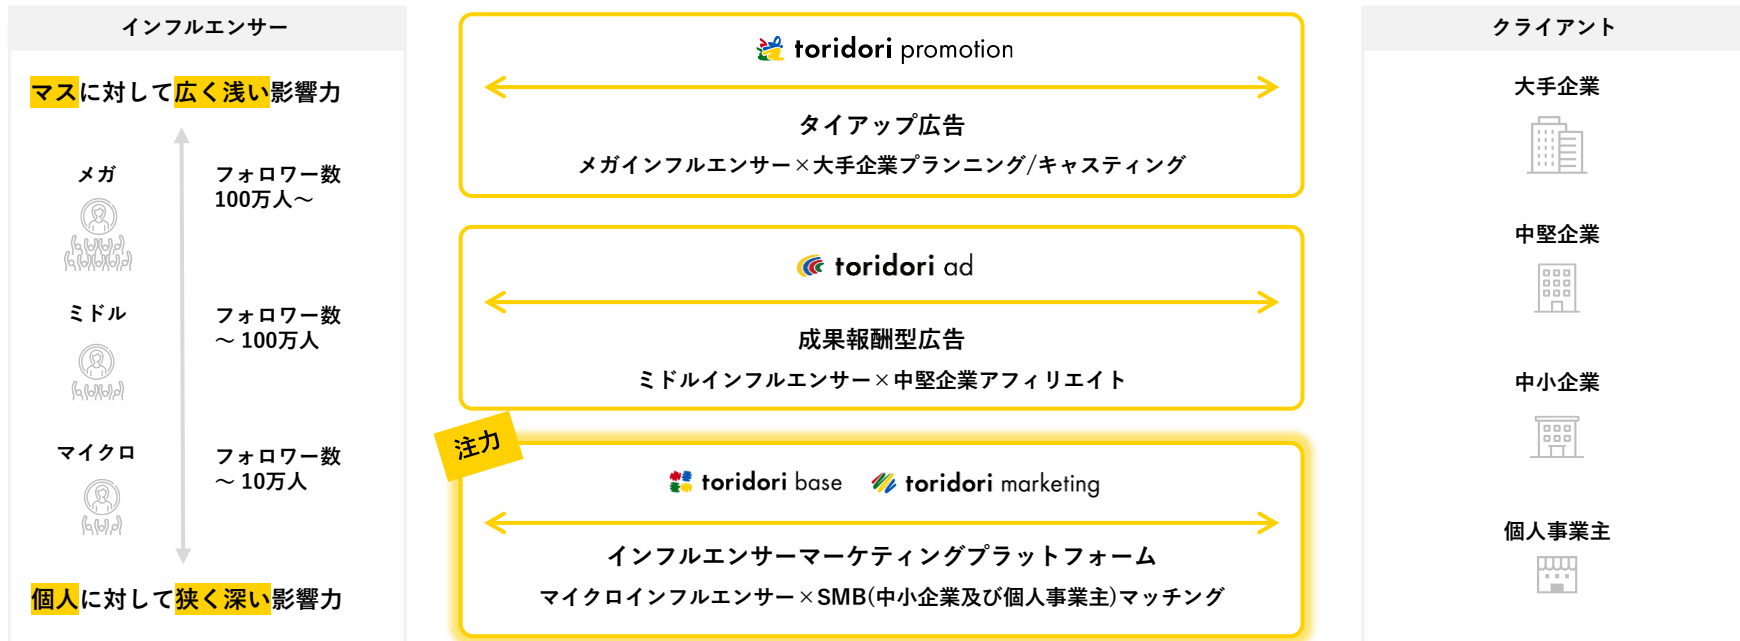 インフルエンサー
マスに対して広く浅い影響力
メガ
フォロワー数
100万人～
ミドル
フォロワー数
～ 100万人
マイクロ
フォロワー数
～ 10万人
個人に対して狭く深い影響力
toridori promotion
タイアップ広告
メガインフルエンサー×大手企業プランニング/キャスティング
toridori ad
成果報酬型広告
ミドルインフルエンサー×中堅企業アフィリエイト
注力
toridori base toridori marketing
インフルエンサーマーケティングプラットフォーム
マイクロインフルエンサー×SMB(中小企業及び個人事業主)マッチング
クライアント
大手企業
中堅企業
中小企業
個人事業主